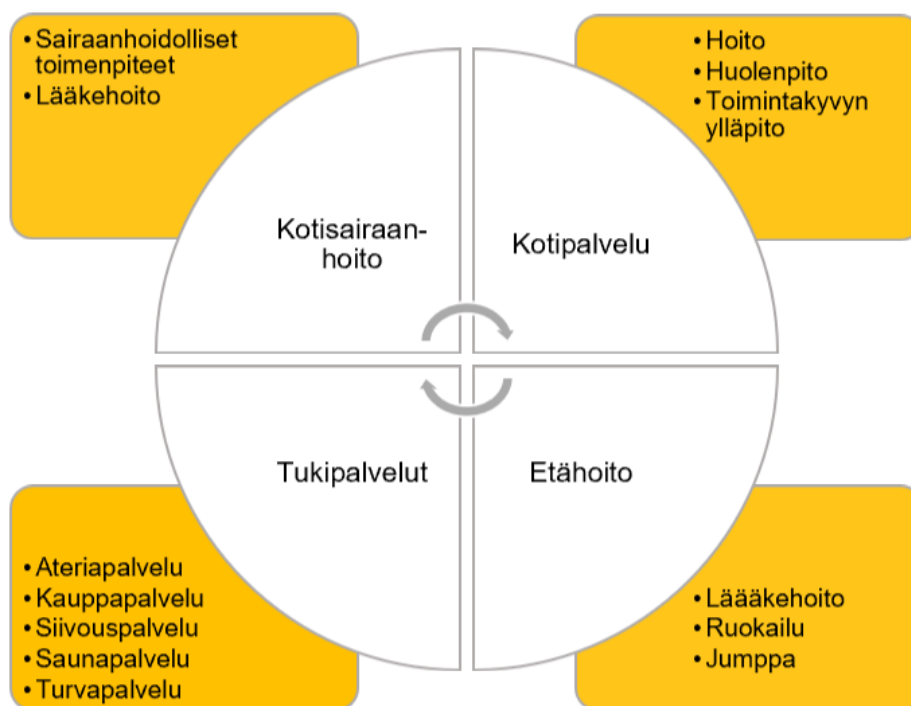 • Sairaanhoidolliset
toimenpiteet
• Lääkehoito
• Hoito
• Huolenpito
• Toimintakyvyn
ylläpito
Kotisairaan-
hoito
Kotipalvelu
Tukipalvelut
Etähoito
• Ateriapalvelu
• Kauppapalvelu
• Siivouspalvelu
• Saunapalvelu
• Turvapalvelu
• Läääkehoito
• Ruokailu
• Jumppa